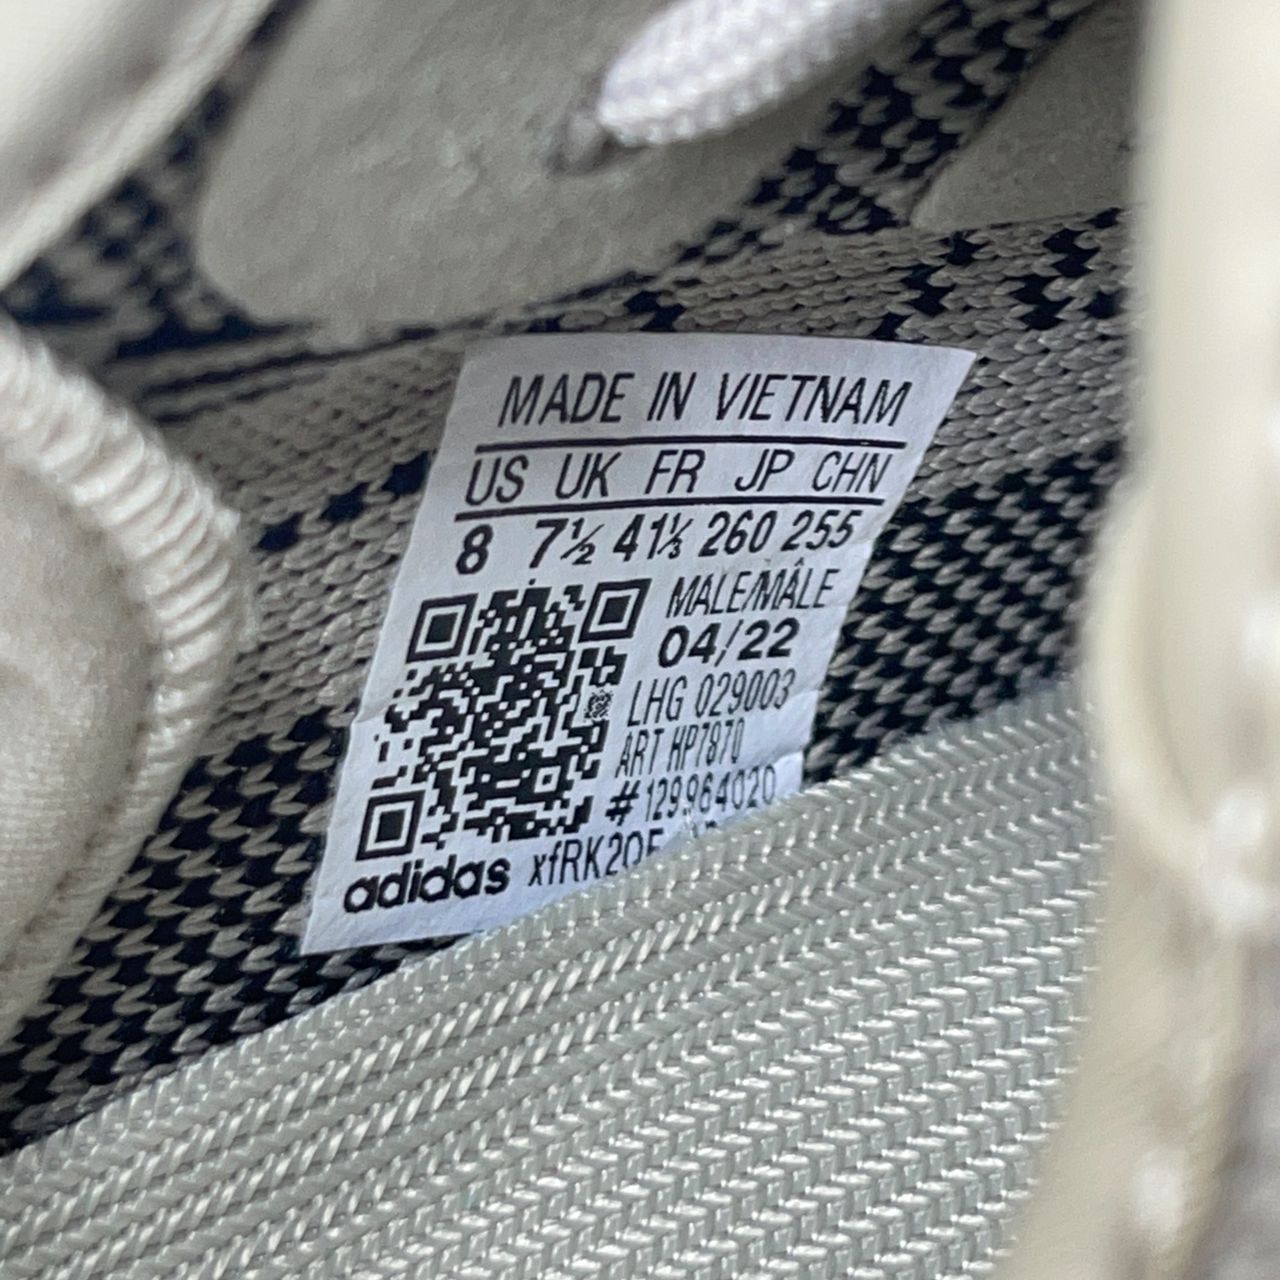 MADE IN VIETNAM
US UK FR JP CHN
8 7½ 41⅓ 260 255
MALE/MÂLE
04/22
LHG 029003
ART HP7870
#129964020
adidas